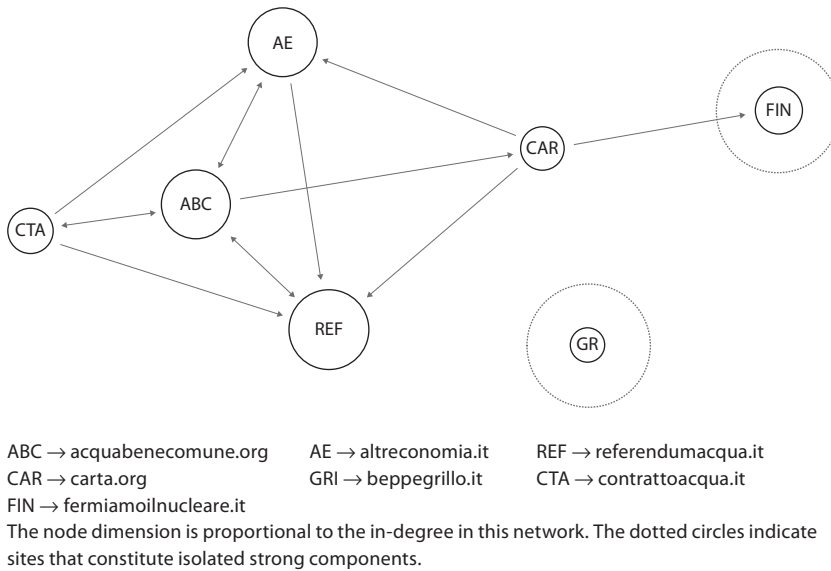 AE
FIN
CAR
ABC
CTA
REF
GR
ABC → acquabenecomune.org AE → altreconomia.it REF → referendumacqua.it
CAR → carta.org GRI → beppegrillo.it CTA → contrattoacqua.it
FIN → fermiamoilnucleare.it
The node dimension is proportional to the in-degree in this network. The dotted circles indicate
sites that constitute isolated strong components.